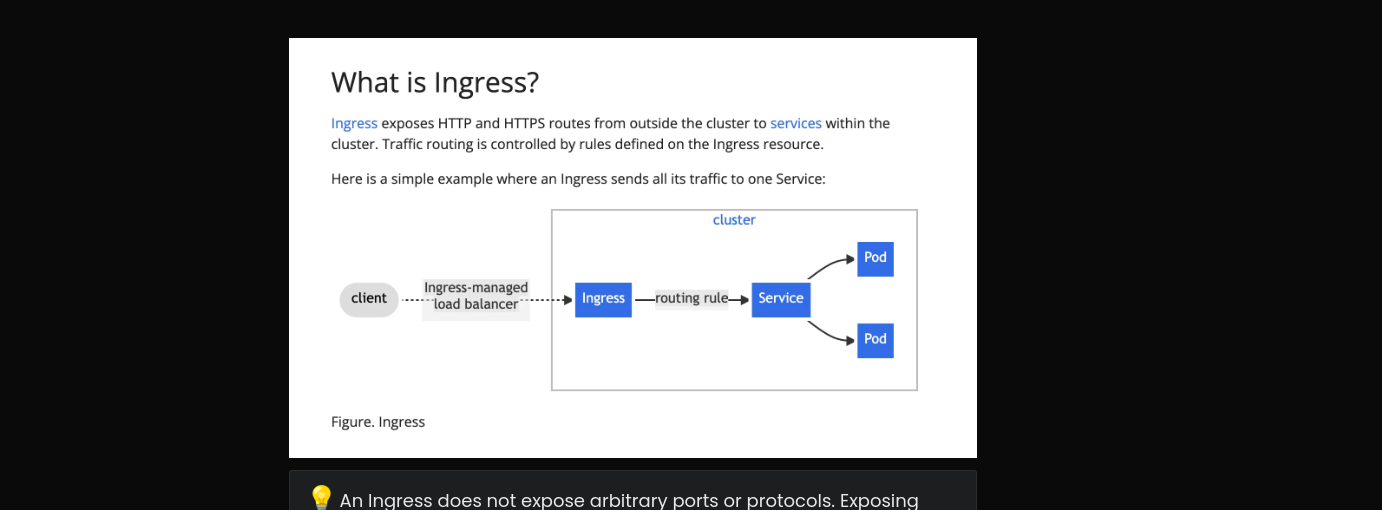 What is Ingress?
Ingress exposes HTTP and HTTPS routes from outside the cluster to services within the
cluster. Traffic routing is controlled by rules defined on the Ingress resource.
Here is a simple example where an Ingress sends all its traffic to one Service:
cluster
client
Ingress-managed
load balancer
Ingress
routing rule
Service
Pod
Pod
Figure. Ingress
💡 An Ingress does not expose arbitrary ports or protocols. Exposing